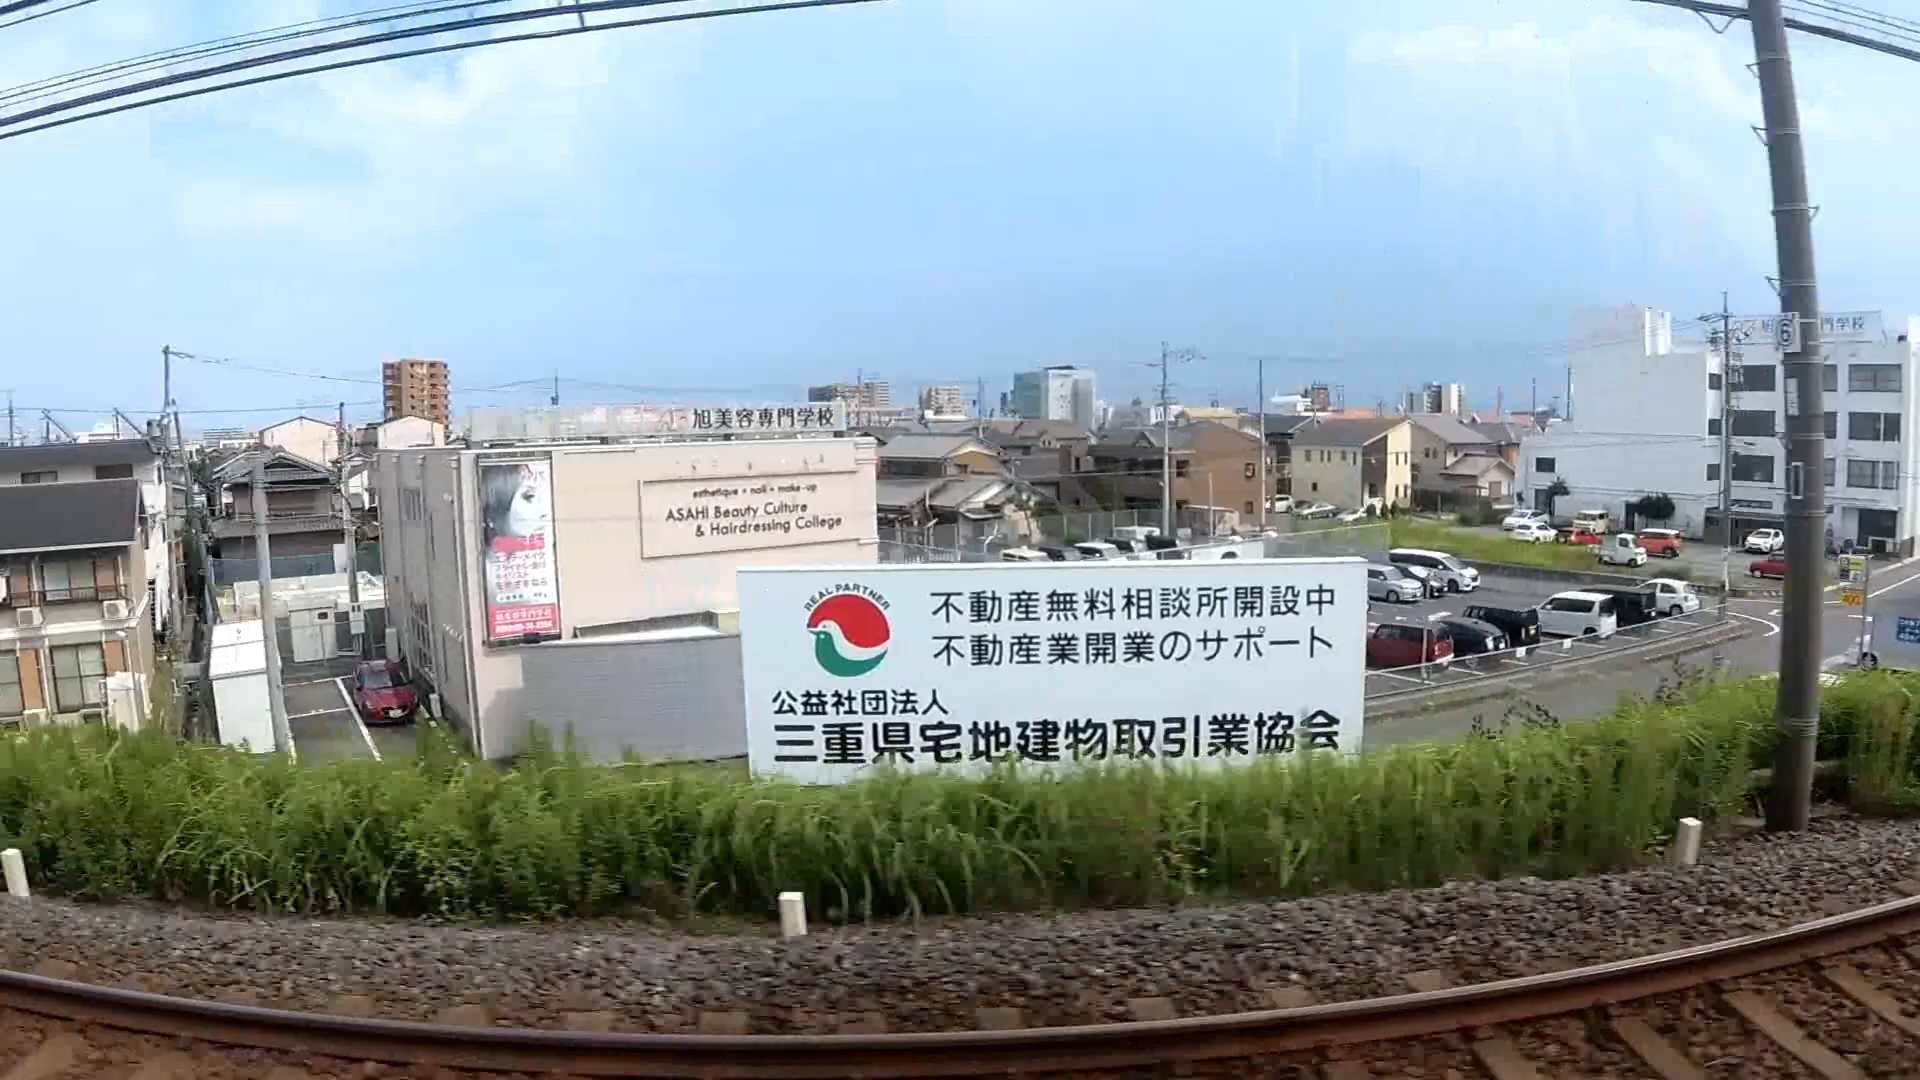 旭美容専門学校
esthetique • nail • make-up
ASAHI Beauty Culture
& Hairdressing College
REAL PARTNER
不動産無料相談所開設中
不動産業開業のサポート
公益社団法人
三重県宅地建物取引業協会
6
門学校